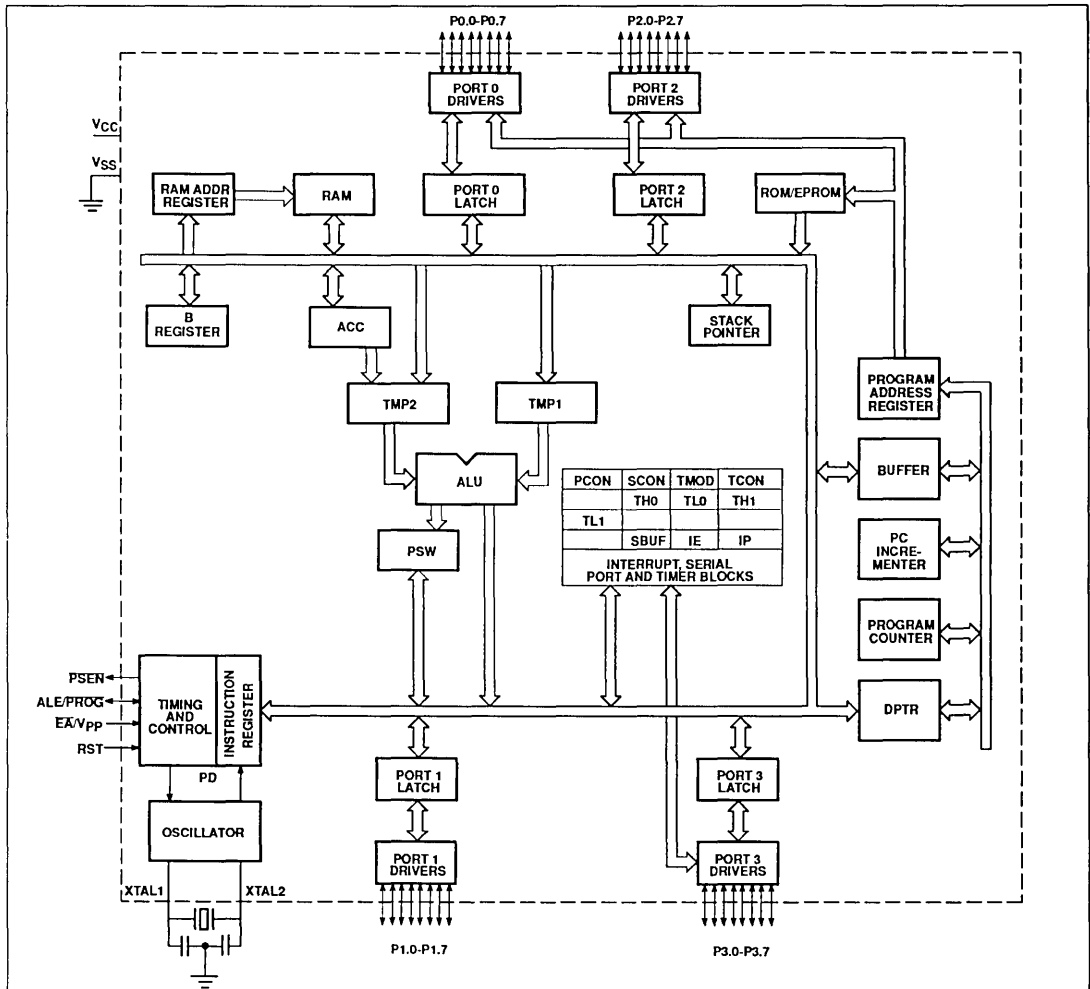 P0.0-P0.7
P2.0-P2.7
PORT 0
DRIVERS
PORT 2
DRIVERS
VCC
VSS
RAM ADDR
REGISTER
RAM
PORT 0
LATCH
PORT 2
LATCH
ROM/EPROM
B
REGISTER
ACC
STACK
POINTER
TMP2
TMP1
PROGRAM
ADDRESS
REGISTER
ALU
BUFFER
PCON SCON TMOD TCON
TH0 TL0 TH1
TL1
SBUF IE IP
INTERRUPT, SERIAL
PORT AND TIMER BLOCKS
PSW
PC
INCRE-
MENTER
PROGRAM
COUNTER
PSEN
ALE/PROG
EA/VPP
RST
TIMING
AND
CONTROL
INSTRUCTION
REGISTER
DPTR
PD
PORT 1
LATCH
PORT 3
LATCH
OSCILLATOR
PORT 1
DRIVERS
PORT 3
DRIVERS
XTAL1
XTAL2
P1.0-P1.7
P3.0-P3.7